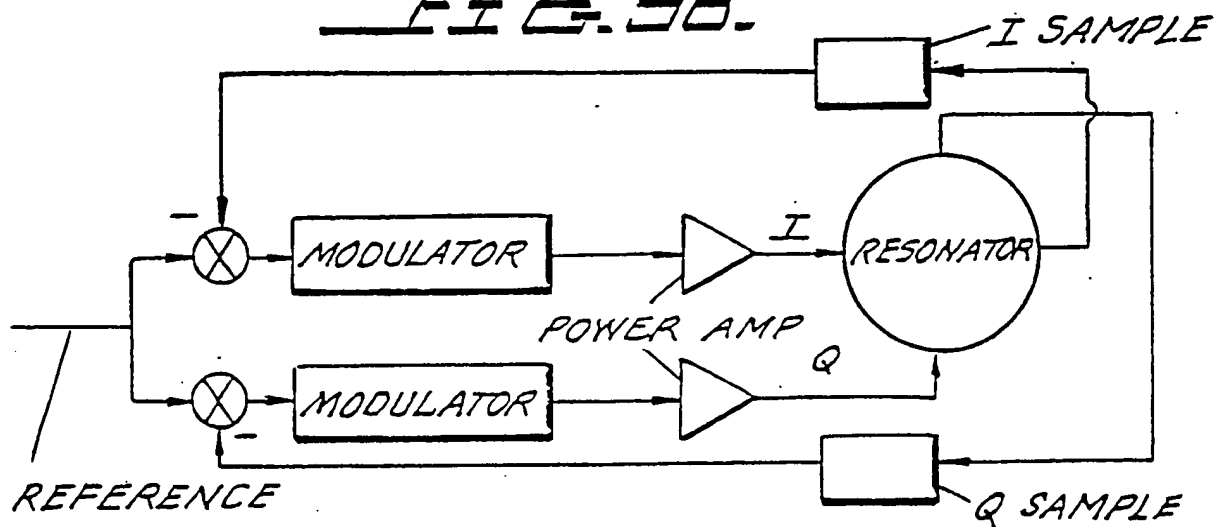 I SAMPLE
-
MODULATOR
I
RESONATOR
POWER AMP
Q
MODULATOR
-
REFERENCE
Q SAMPLE